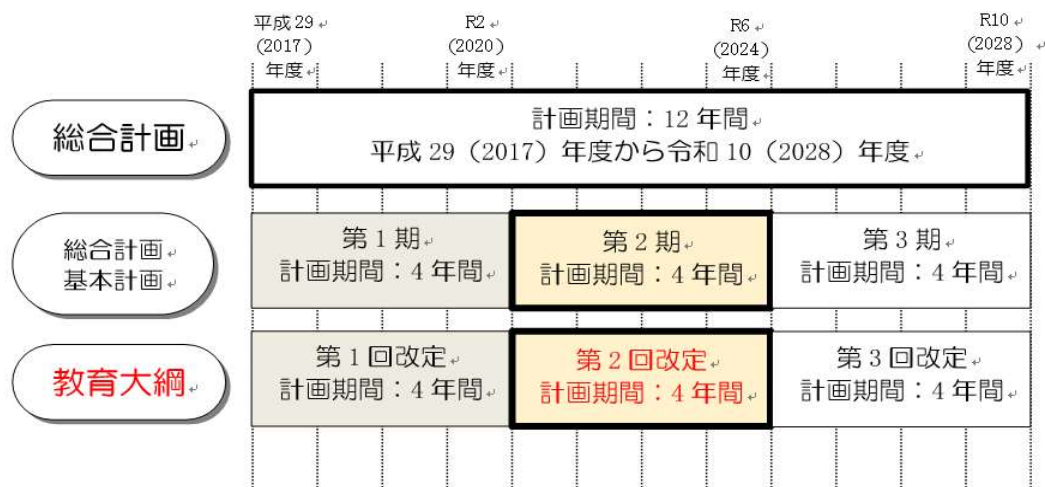 平成29
(2017)
年度
R2
(2020)
年度
R6
(2024)
年度
R10
(2028)
年度
総合計画
計画期間：12年間
平成29（2017）年度から令和10（2028）年度
総合計画
基本計画
第1期
計画期間：4年間
第2期
計画期間：4年間
第3期
計画期間：4年間
教育大綱
第1回改定
計画期間：4年間
第2回改定
計画期間：4年間
第3回改定
計画期間：4年間